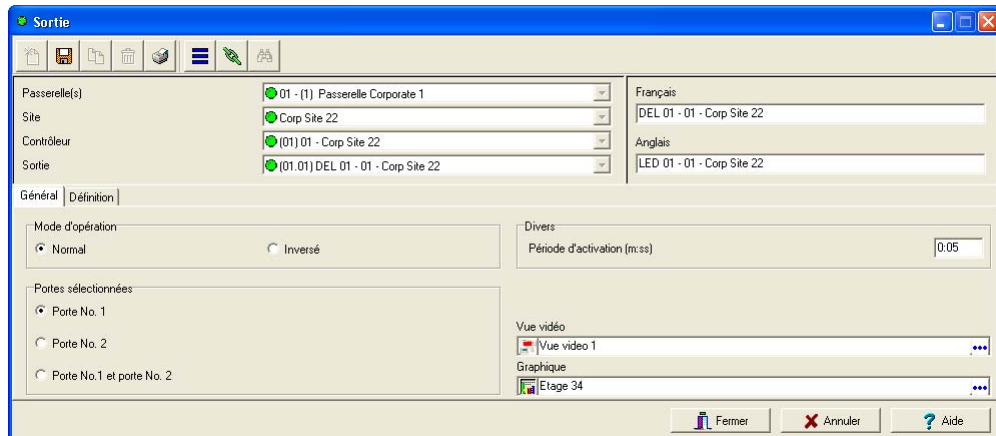 Sortie
Passerelle(s)
01 - (1) Passerelle Corporate 1
Site
Corp Site 22
Contrôleur
(01) 01 - Corp Site 22
Sortie
(01.01) DEL 01 - 01 - Corp Site 22
Français
DEL 01 - 01 - Corp Site 22
Anglais
LED 01 - 01 - Corp Site 22
Général
Définition
Mode d'opération
Normal
Inversé
Divers
Période d'activation (m:ss)
0:05
Portes sélectionnées
Porte No. 1
Porte No. 2
Porte No.1 et porte No. 2
Vue vidéo
Vue video 1
Graphique
Etage 34
Fermer
Annuler
Aide